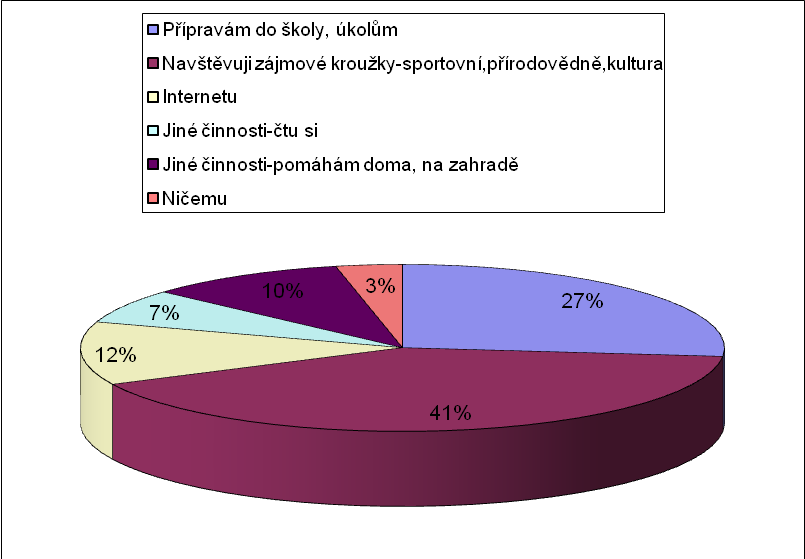 Přípravám do školy, úkolům
Navštěvuji zájmové kroužky-sportovní,přírodovědně,kultura
Internetu
Jiné činnosti-čtu si
Jiné činnosti-pomáhám doma, na zahradě
Ničemu
3%
27%
10%
7%
12%
41%